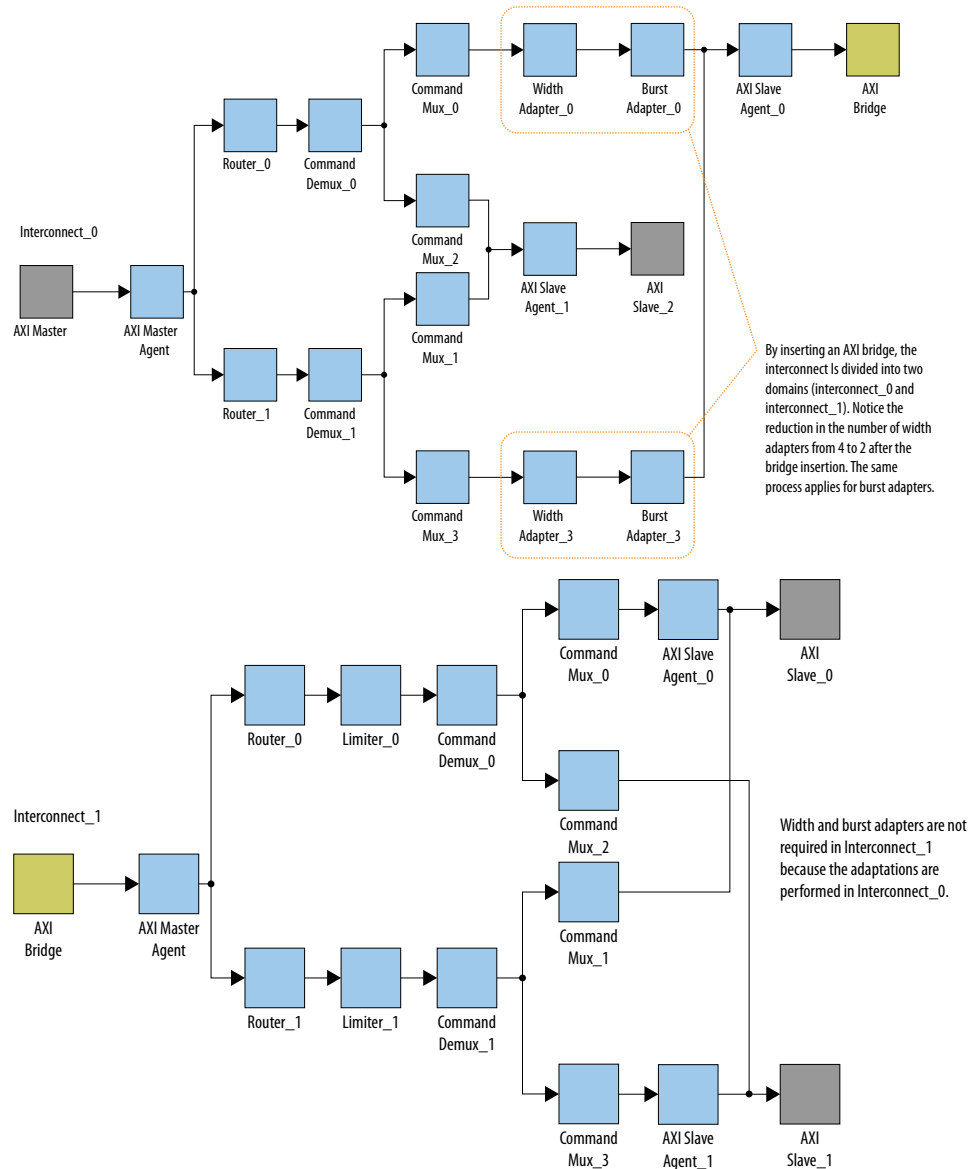 Command
Mux_0
Width
Adapter_0
Burst
Adapter_0
AXI Slave
Agent_0
AXI
Bridge
Router_0
Command
Demux_0
Command
Mux_2
Interconnect_0
AXI Master
AXI Master
Agent
AXI Slave
Agent_1
AXI
Slave_2
Command
Mux_1
Router_1
Command
Demux_1
By inserting an AXI bridge, the
interconnect Is divided into two
domains (interconnect_0 and
interconnect_1). Notice the
reduction in the number of width
adapters from 4 to 2 after the
bridge insertion. The same
process applies for burst adapters.
Command
Mux_3
Width
Adapter_3
Burst
Adapter_3
Command
Mux_0
AXI Slave
Agent_0
AXI
Slave_0
Router_0
Limiter_0
Command
Demux_0
Command
Mux_2
Interconnect_1
AXI
Bridge
AXI Master
Agent
Width and burst adapters are not
required in Interconnect_1
because the adaptations are
performed in Interconnect_0.
Command
Mux_1
Router_1
Limiter_1
Command
Demux_1
Command
Mux_3
AXI Slave
Agent_1
AXI
Slave_1